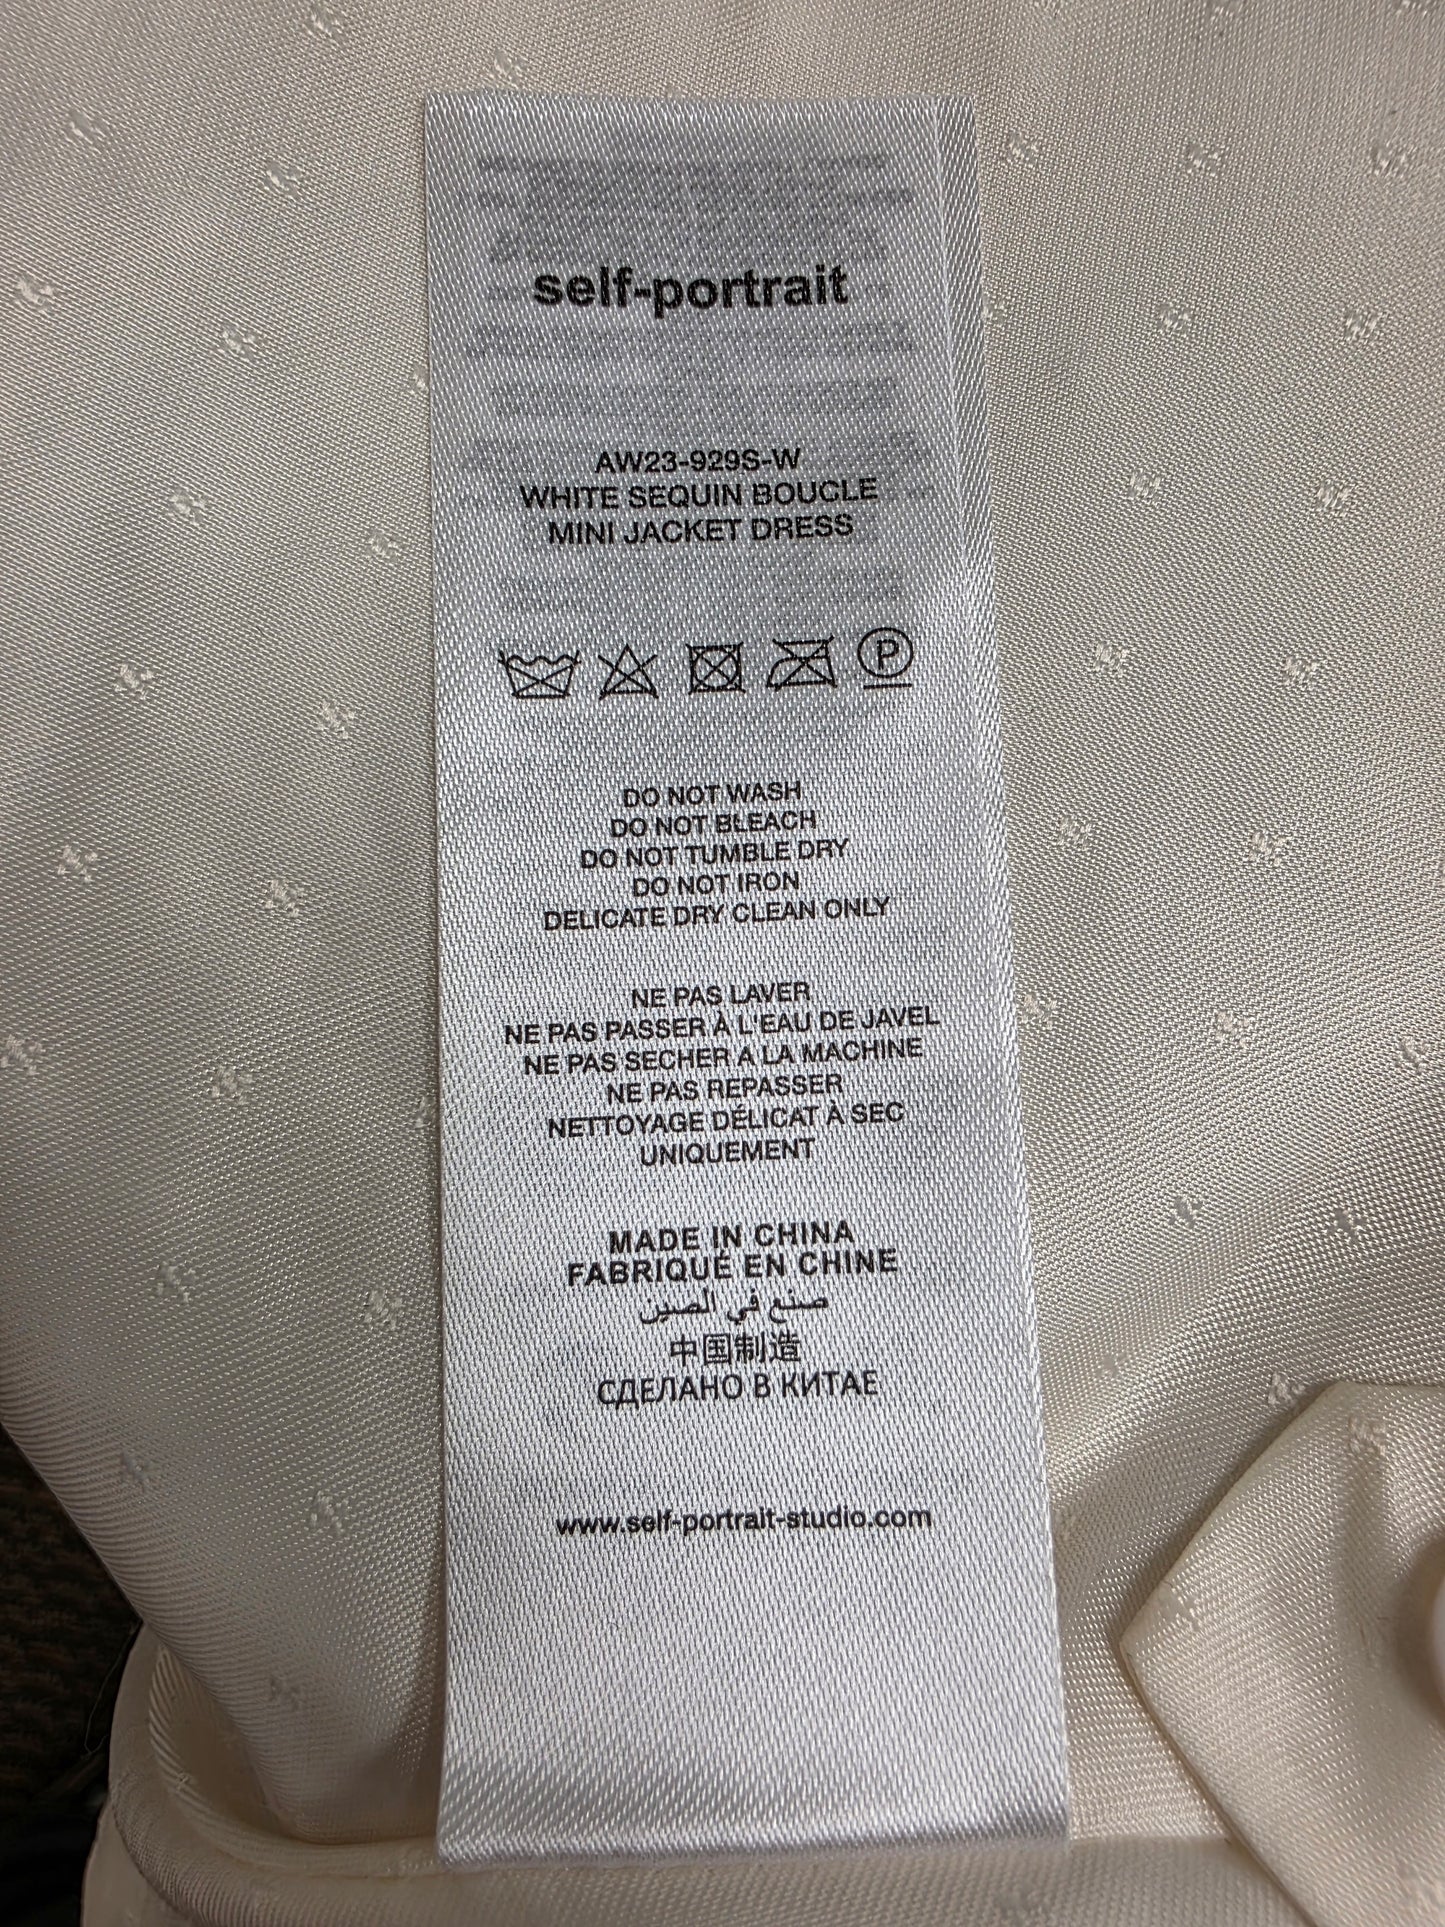 self-portrait
AW23-929S-W
WHITE SEQUIN BOUCLE
MINI JACKET DRESS
P
DO NOT WASH
DO NOT BLEACH
DO NOT TUMBLE DRY
DO NOT IRON
DELICATE DRY CLEAN ONLY
NE PAS LAVER
NE PAS PASSER À L'EAU DE JAVEL
NE PAS SECHER A LA MACHINE
NE PAS REPASSER
NETTOYAGE DÉLICAT À SEC
UNIQUEMENT
MADE IN CHINA
FABRIQUÉ EN CHINE
صنع في الصين
中国制造
СДЕЛАНО В КИТАЕ
www.self-portrait-studio.com